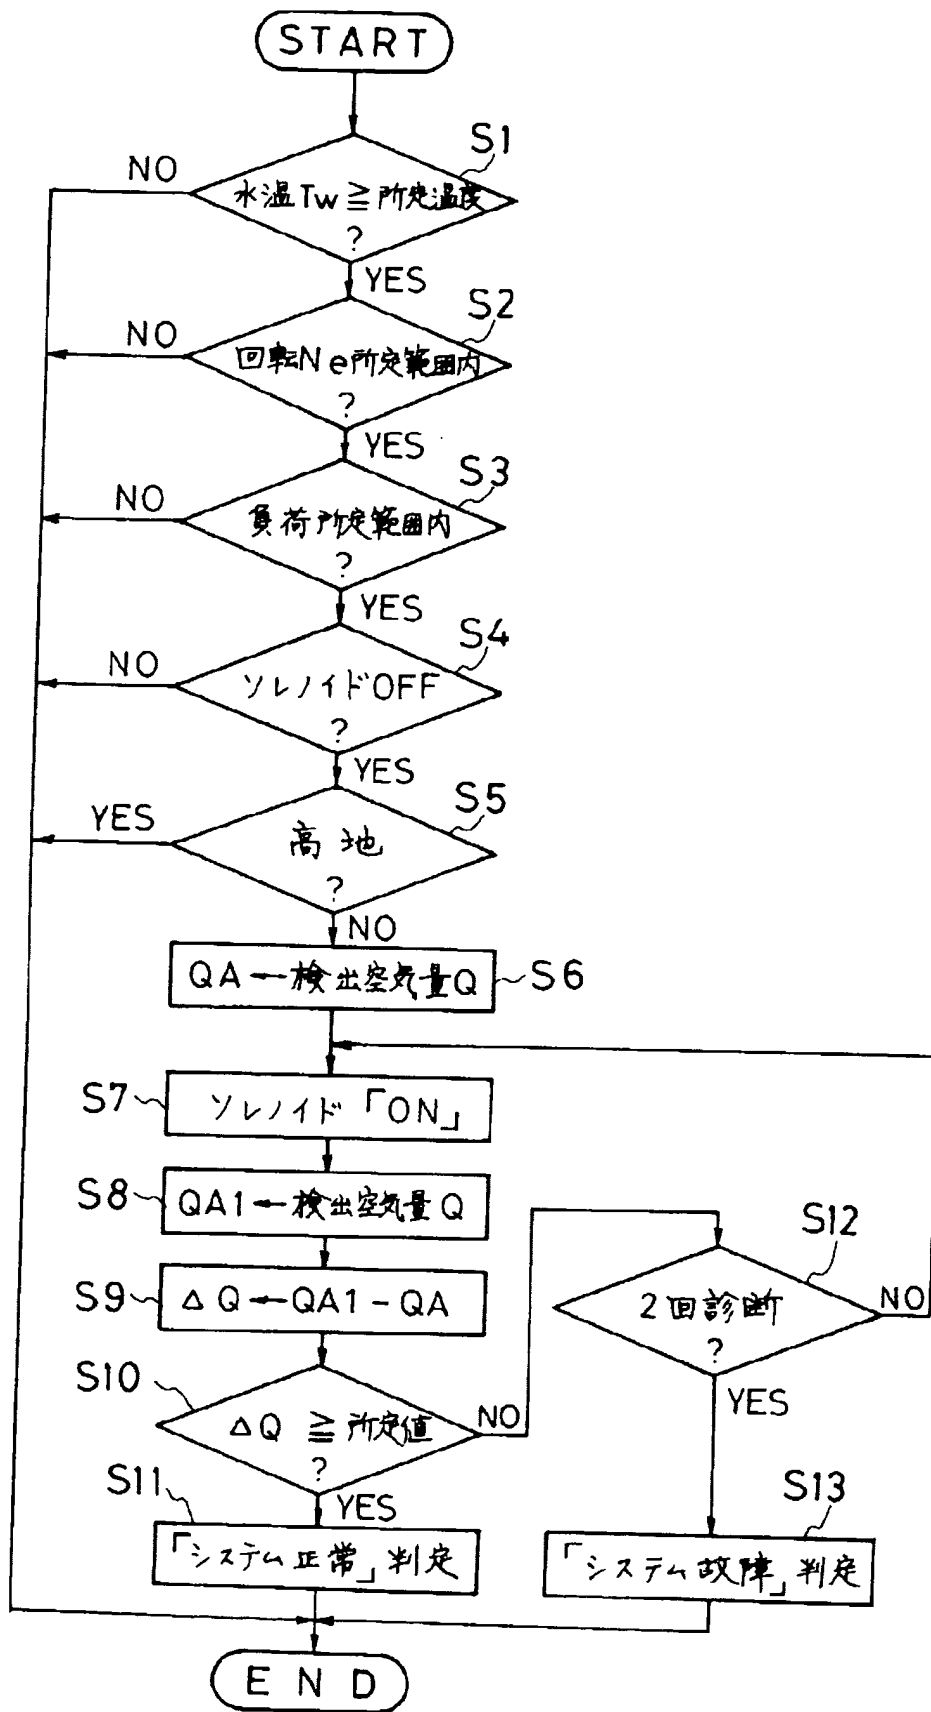 START
S1
NO
水温Tw≧所定温度
?
YES
S2
NO
回転Ne所定範囲内
?
YES
S3
NO
負荷所定範囲内
?
YES
S4
NO
ソレノイドOFF
?
YES
S5
YES
高地
?
NO
QA←検出空気量Q
S6
S7
ソレノイド「ON」
S8
QA1←検出空気量Q
S9
ΔQ←QA1-QA
S10
ΔQ≧所定値
?
NO
YES
S11
「システム正常」判定
S12
2回診断
?
NO
YES
S13
「システム故障」判定
END